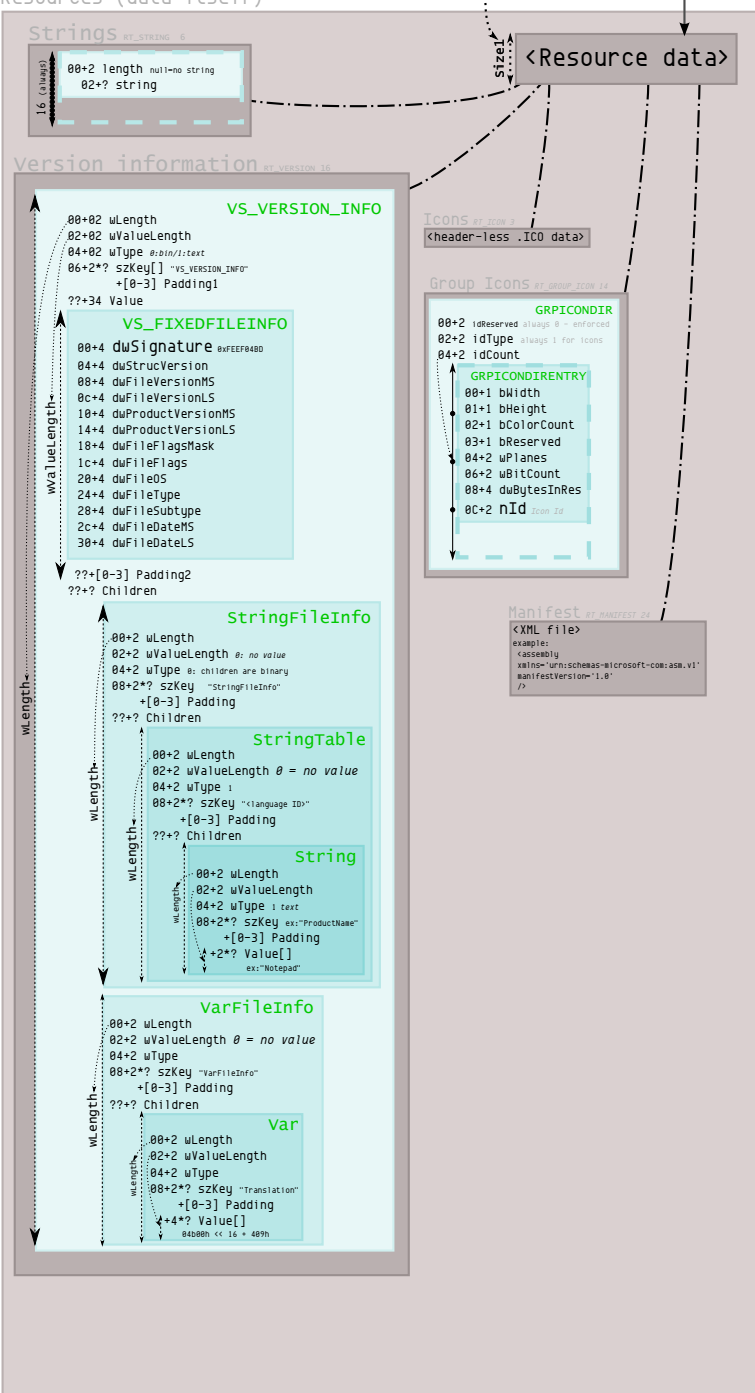 Resources (data itself)
Strings RT_STRING 6
00+2 length null=no string
02+? string
16 (always)
Size1
<Resource data>
Version information RT_VERSION 16
VS_VERSION_INFO
00+02 wLength
02+02 wValueLength
04+02 wType 0:bin/1:text
06+2*? szKey[] "VS_VERSION_INFO"
+[0-3] Padding1
??+34 Value
VS_FIXEDFILEINFO
00+4 dwSignature 0xFEEF04BD
04+4 dwStrucVersion
08+4 dwFileVersionMS
0c+4 dwFileVersionLS
10+4 dwProductVersionMS
14+4 dwProductVersionLS
18+4 dwFileFlagsMask
1c+4 dwFileFlags
20+4 dwFileOS
24+4 dwFileType
28+4 dwFileSubtype
2c+4 dwFileDateMS
30+4 dwFileDateLS
wValueLength
??+[0-3] Padding2
??+? Children
wLength
StringFileInfo
00+2 wLength
02+2 wValueLength 0: no value
04+2 wType 0: children are binary
08+2*? szKey "StringFileInfo"
+[0-3] Padding
??+? Children
wLength
StringTable
00+2 wLength
02+2 wValueLength 0 = no value
04+2 wType 1
08+2*? szKey "<language ID>"
+[0-3] Padding
??+? Children
wLength
String
00+2 wLength
02+2 wValueLength
04+2 wType 1 text
08+2*? szKey ex:"ProductName"
+[0-3] Padding
+2*? Value[]
ex:"Notepad"
wLength
VarFileInfo
00+2 wLength
02+2 wValueLength 0 = no value
04+2 wType
08+2*? szKey "VarFileInfo"
+[0-3] Padding
??+? Children
wLength
Var
00+2 wLength
02+2 wValueLength
04+2 wType
08+2*? szKey "Translation"
+[0-3] Padding
+4*? Value[]
04b00h << 16 + 409h
wLength
Icons RT_ICON 3
<header-less .ICO data>
Group Icons RT_GROUP_ICON 14
GRPICONDIR
00+2 idReserved always 0 - enforced
02+2 idType always 1 for icons
04+2 idCount
GRPICONDIRENTRY
00+1 bWidth
01+1 bHeight
02+1 bColorCount
03+1 bReserved
04+2 wPlanes
06+2 wBitCount
08+4 dwBytesInRes
0C+2 nId Icon Id
Manifest RT_MANIFEST 24
<XML file>
example:
<assembly
xmlns='urn:schemas-microsoft-com:asm.v1'
manifestVersion='1.0'
/>